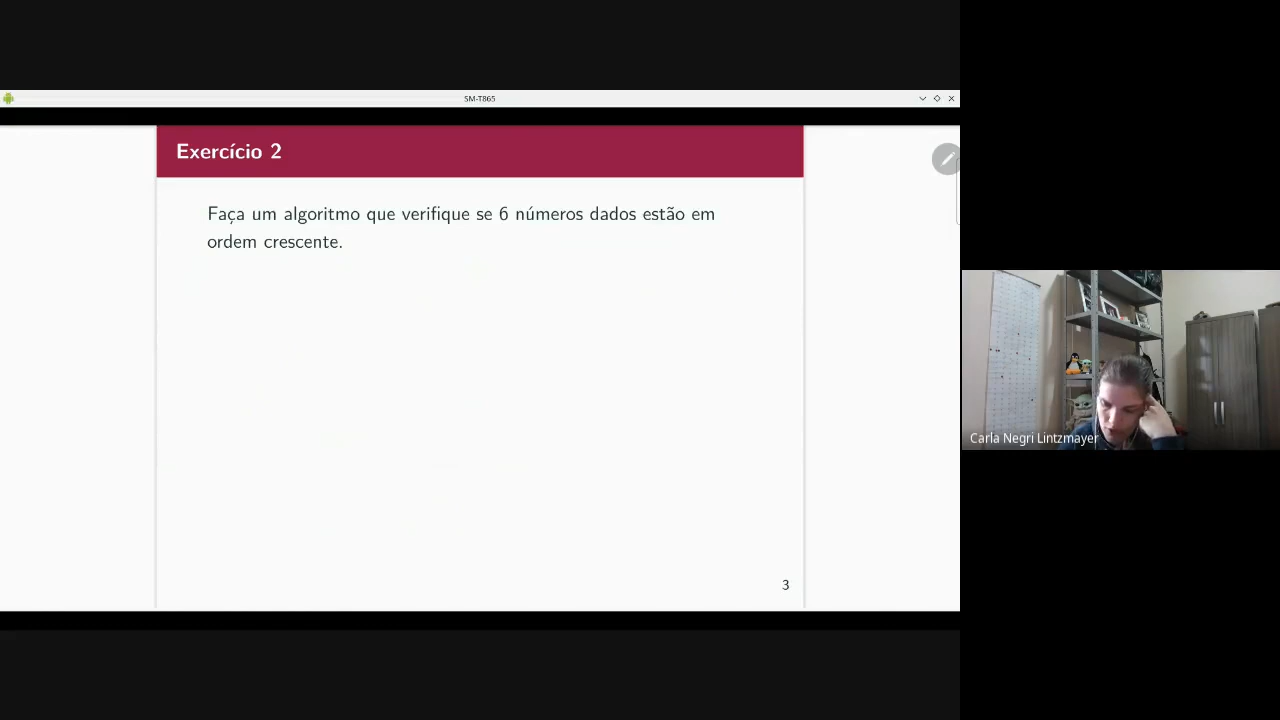 SM-T865
Exercício 2
Faça um algoritmo que verifique se 6 números dados estão em
ordem crescente.
3
Carla Negri Lintzmayer